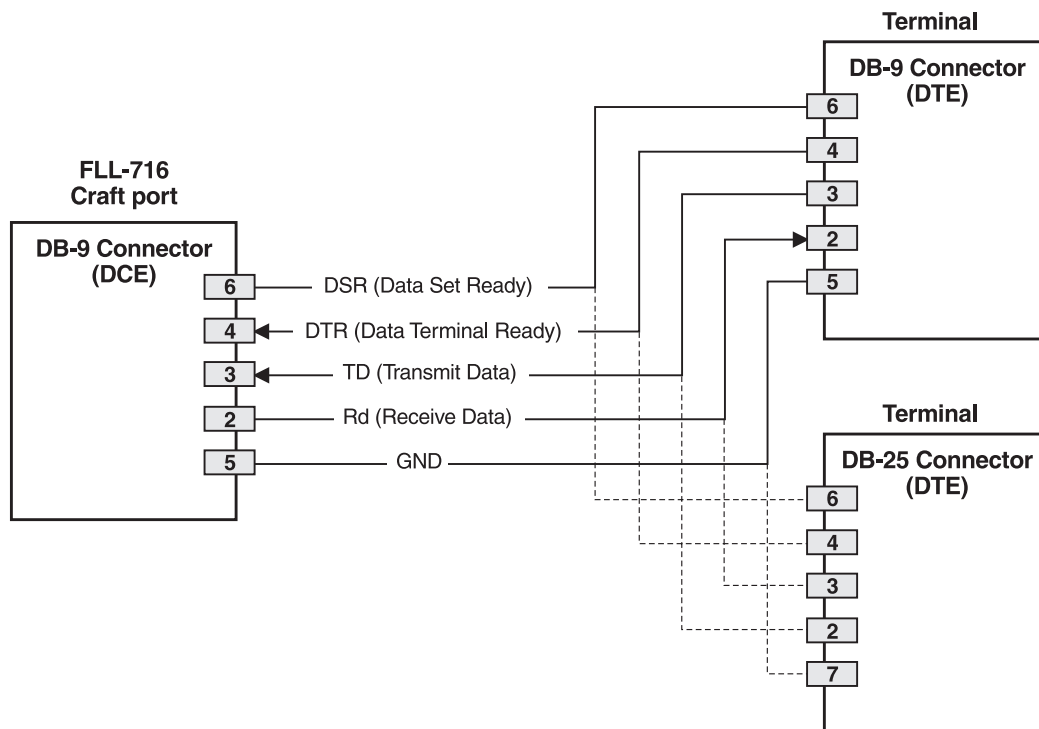 Terminal
DB-9 Connector
(DTE)
6
4
3
2
5
FLL-716
Craft port
DB-9 Connector
(DCE)
6 DSR (Data Set Ready)
4 DTR (Data Terminal Ready)
3 TD (Transmit Data)
2 Rd (Receive Data)
5 GND
Terminal
DB-25 Connector
(DTE)
6
4
3
2
7